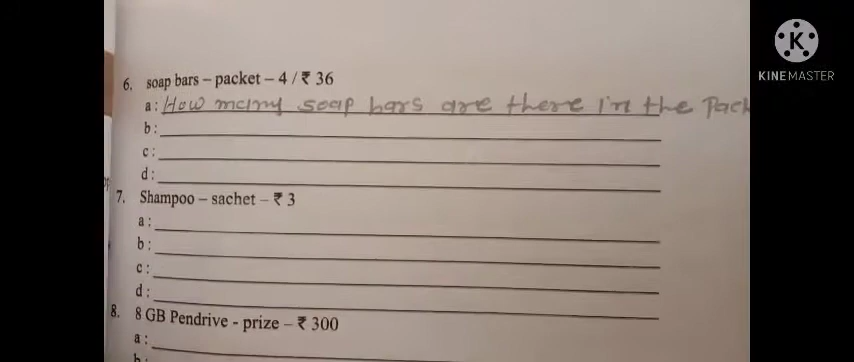 6. soap bars – packet – 4 / ₹ 36
a : How many soap bars are there in the Pack
b :
c :
d :
7. Shampoo – sachet – ₹ 3
a :
b :
c :
d :
8. 8 GB Pendrive - prize – ₹ 300
a :
b :
K
KINEMASTER